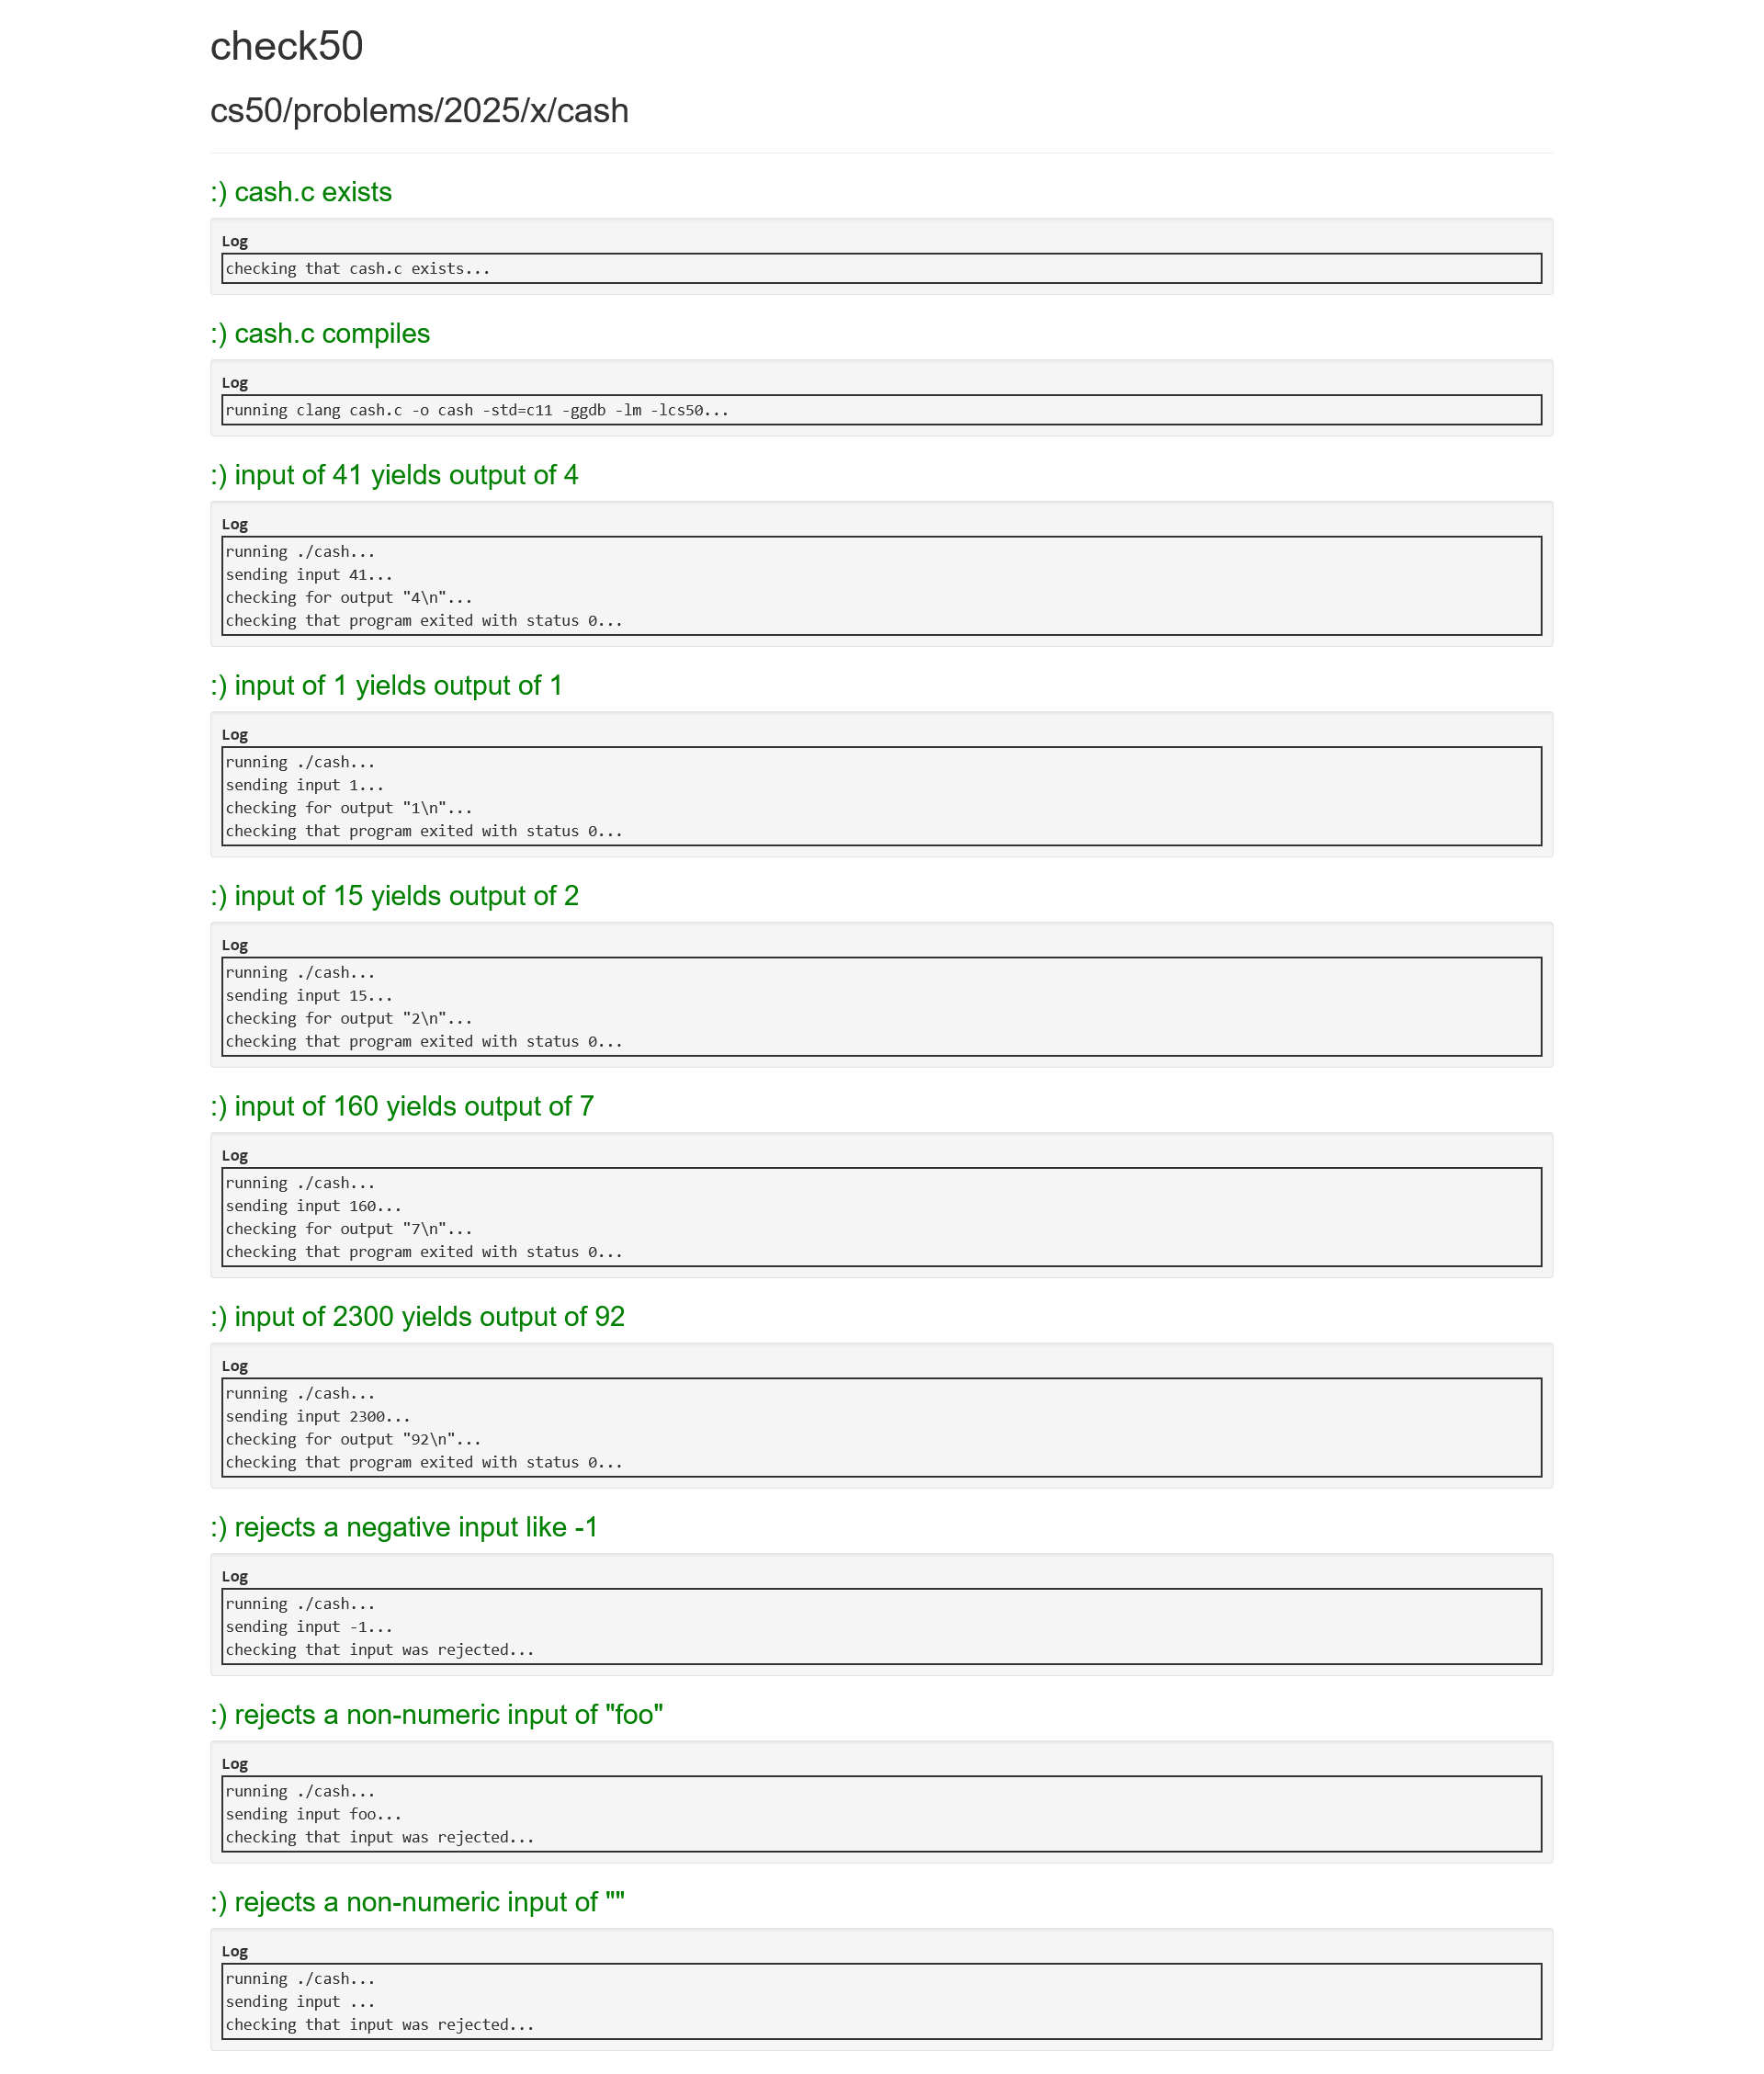 check50
cs50/problems/2025/x/cash
:) cash.c exists
Log
checking that cash.c exists...
:) cash.c compiles
Log
running clang cash.c -o cash -std=c11 -ggdb -lm -lcs50...
:) input of 41 yields output of 4
Log
running ./cash...
sending input 41...
checking for output "4\n"...
checking that program exited with status 0...
:) input of 1 yields output of 1
Log
running ./cash...
sending input 1...
checking for output "1\n"...
checking that program exited with status 0...
:) input of 15 yields output of 2
Log
running ./cash...
sending input 15...
checking for output "2\n"...
checking that program exited with status 0...
:) input of 160 yields output of 7
Log
running ./cash...
sending input 160...
checking for output "7\n"...
checking that program exited with status 0...
:) input of 2300 yields output of 92
Log
running ./cash...
sending input 2300...
checking for output "92\n"...
checking that program exited with status 0...
:) rejects a negative input like -1
Log
running ./cash...
sending input -1...
checking that input was rejected...
:) rejects a non-numeric input of "foo"
Log
running ./cash...
sending input foo...
checking that input was rejected...
:) rejects a non-numeric input of ""
Log
running ./cash...
sending input ...
checking that input was rejected...